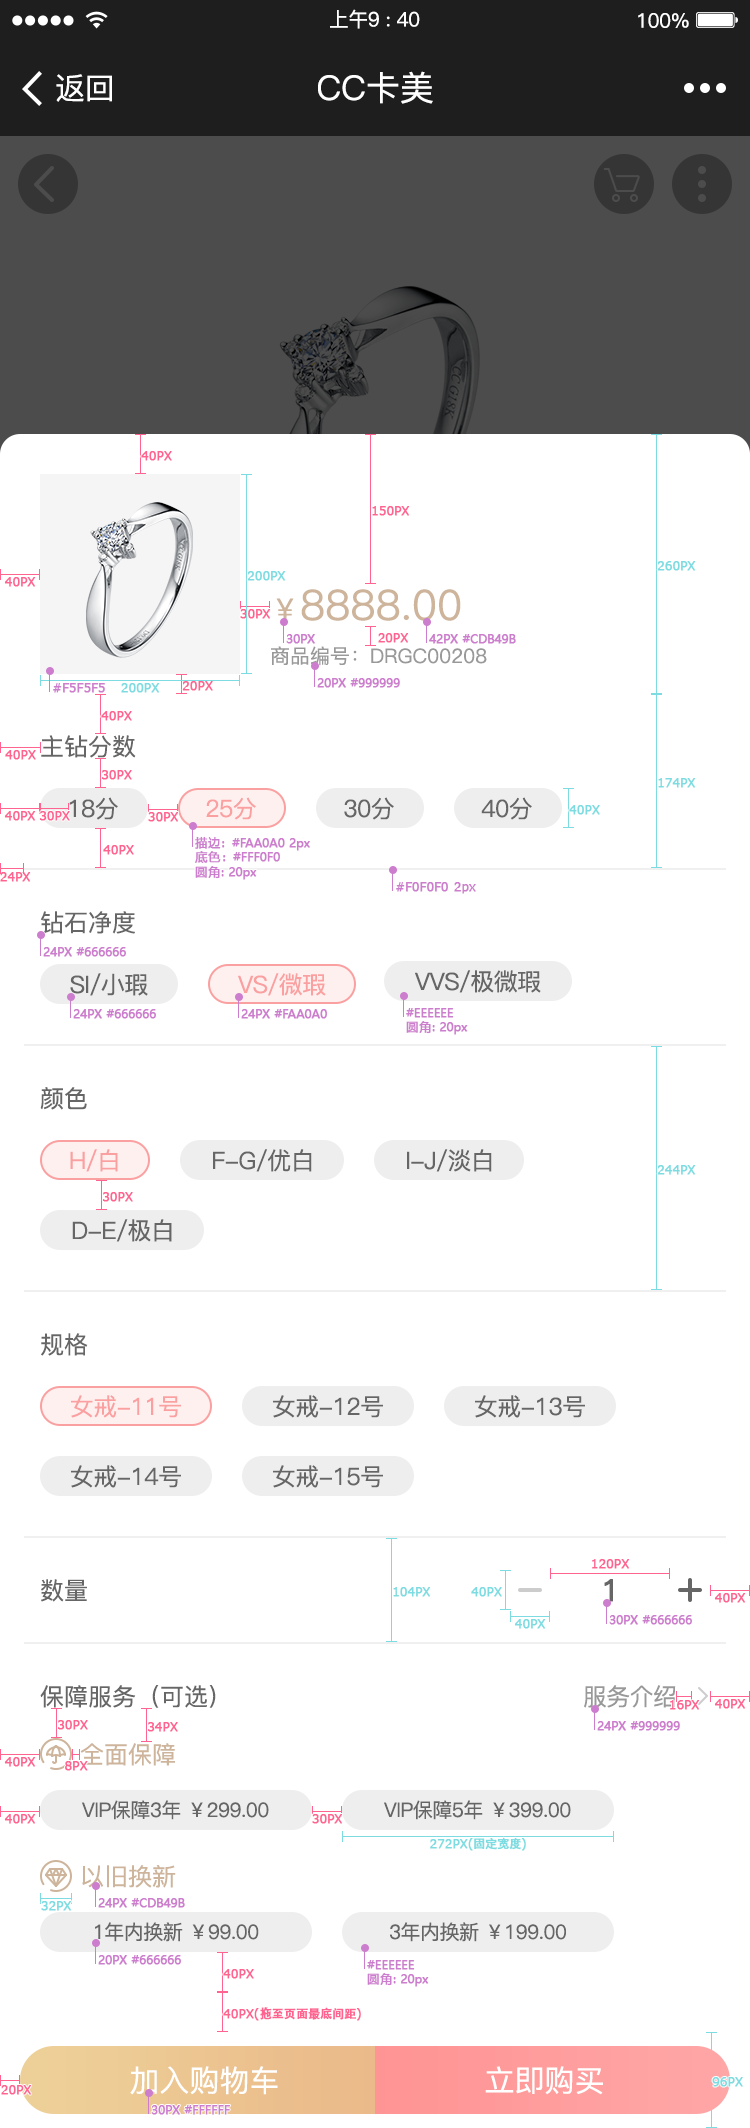 上午9：40
100%
返回
CC卡美
40PX
150PX
260PX
40PX
200PX
30PX
¥8888.00
30PX
20PX
42PX #CDB49B
商品编号：DRGC00208
20PX #999999
#F5F5F5
200PX
20PX
40PX
主钻分数
40PX
30PX
174PX
40PX
30PX
18分
30PX
25分
30分
40分
40PX
40PX
描边：#FAA0A0 2px
底色：#FFF0F0
圆角: 20px
24PX
#F0F0F0 2px
钻石净度
24PX #666666
SI/小瑕
VS/微瑕
VVS/极微瑕
24PX #666666
24PX #FAA0A0
#EEEEEE
圆角: 20px
颜色
H/白
F-G/优白
I-J/淡白
244PX
30PX
D-E/极白
规格
女戒-11号
女戒-12号
女戒-13号
女戒-14号
女戒-15号
数量
104PX
40PX
120PX
1
40PX
40PX
30PX #666666
保障服务（可选）
服务介绍
16PX
40PX
24PX #999999
30PX
34PX
40PX
8PX
全面保障
40PX
VIP保障3年 ¥299.00
30PX
VIP保障5年 ¥399.00
272PX(固定宽度)
以旧换新
32PX
24PX #CDB49B
1年内换新 ¥99.00
3年内换新 ¥199.00
20PX #666666
#EEEEEE
圆角: 20px
40PX
40PX(拖至页面最底间距)
20PX
加入购物车
立即购买
96PX
30PX #FFFFFF